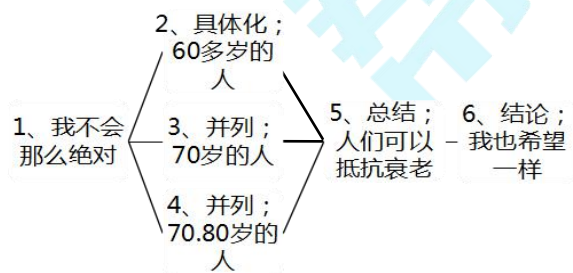 1、我不会
那么绝对
2、具体化；
60多岁的
人
3、并列；
70岁的人
4、并列；
70.80岁的
人
5、总结；
人们可以
抵抗衰老
6、结论；
我也希望
一样